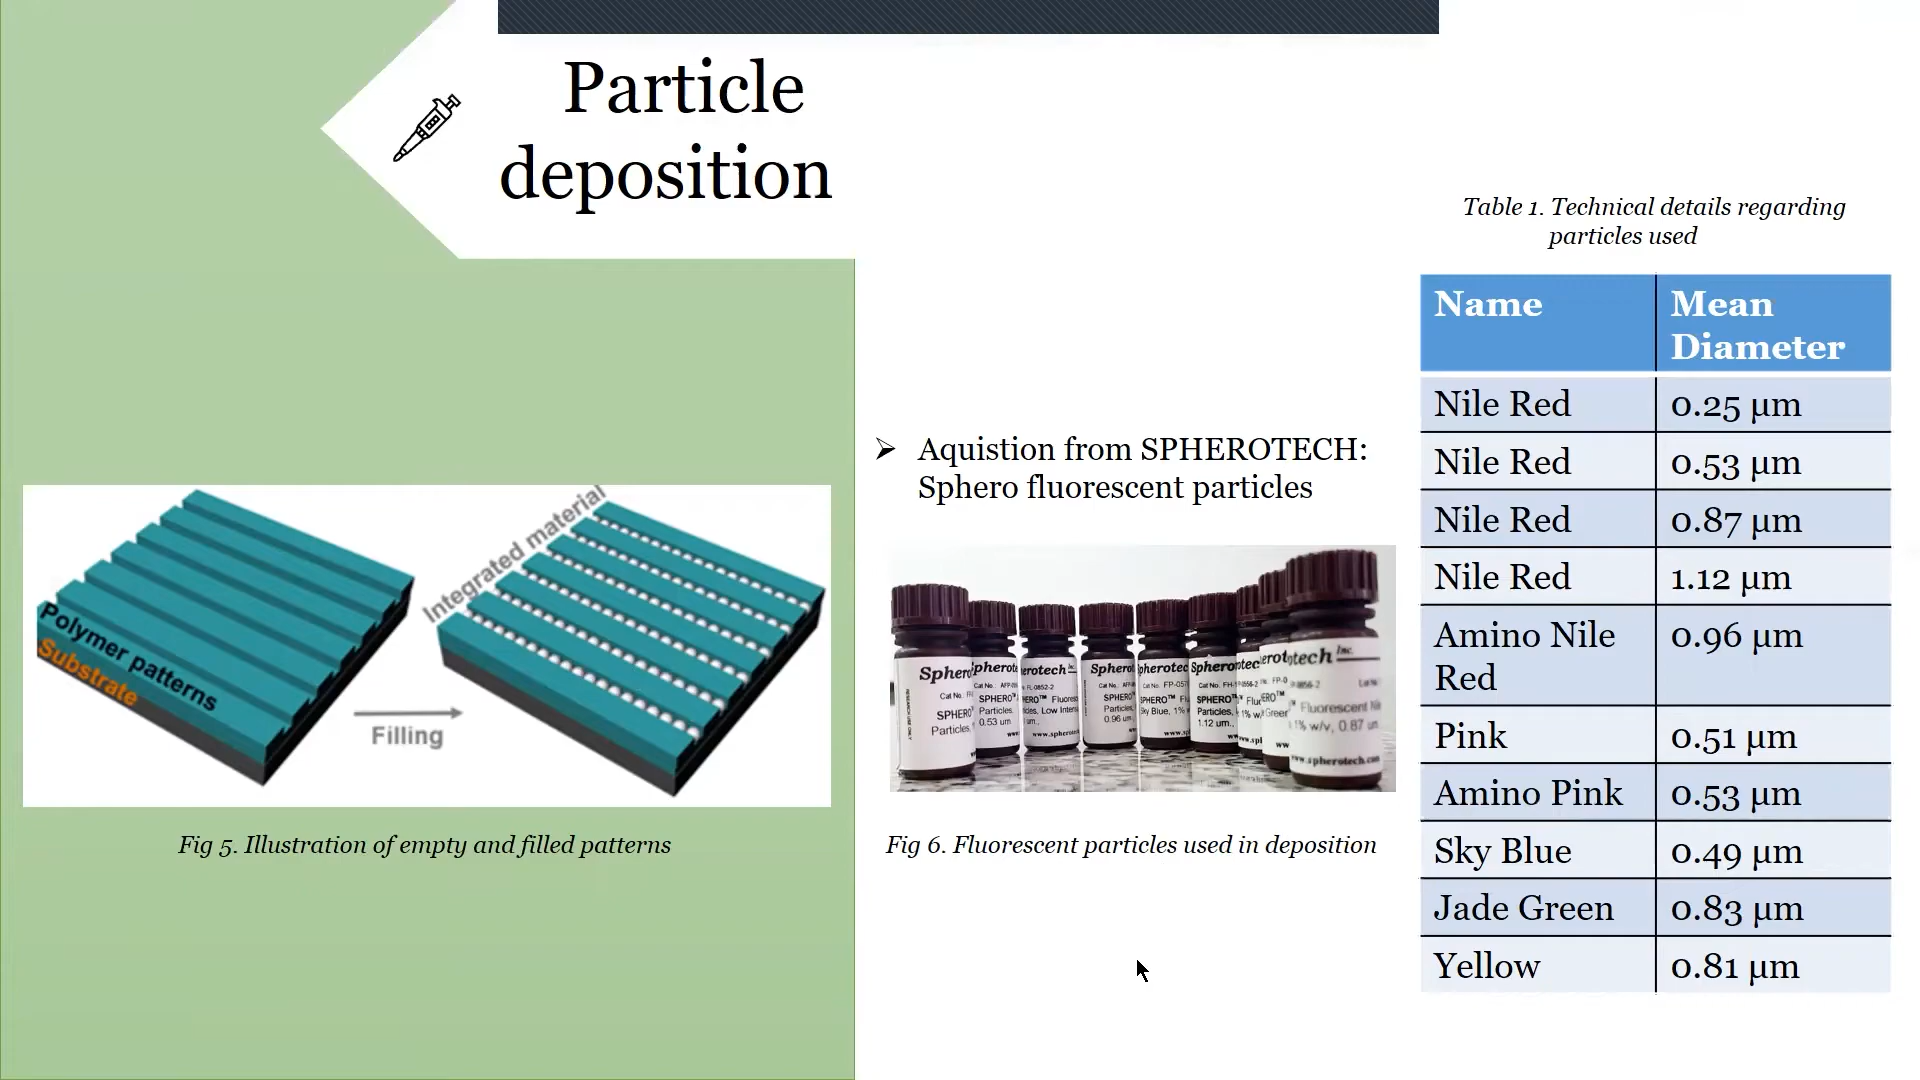 Particle
deposition
Table 1. Technical details regarding
particles used
Name Mean
Diameter
Nile Red 0.25 µm
Nile Red 0.53 µm
Nile Red 0.87 µm
Nile Red 1.12 µm
Amino Nile
Red 0.96 µm
Pink 0.51 µm
Amino Pink 0.53 µm
Sky Blue 0.49 µm
Jade Green 0.83 µm
Yellow 0.81 µm
➢ Aquistion from SPHEROTECH:
Sphero fluorescent particles
Polymer patterns
Substrate
Filling
Integrated material
Fig 5. Illustration of empty and filled patterns
Fig 6. Fluorescent particles used in deposition